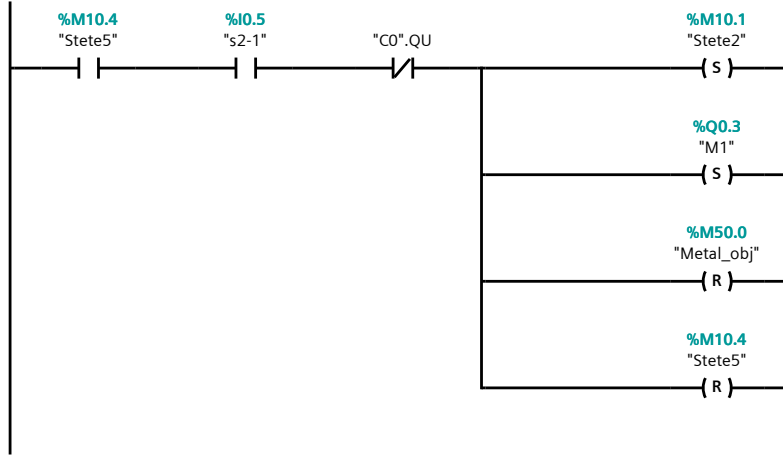 %M10.4
"Stete5"
%I0.5
"s2-1"
"C0".QU
%M10.1
"Stete2"
S
%Q0.3
"M1"
S
%M50.0
"Metal_obj"
R
%M10.4
"Stete5"
R